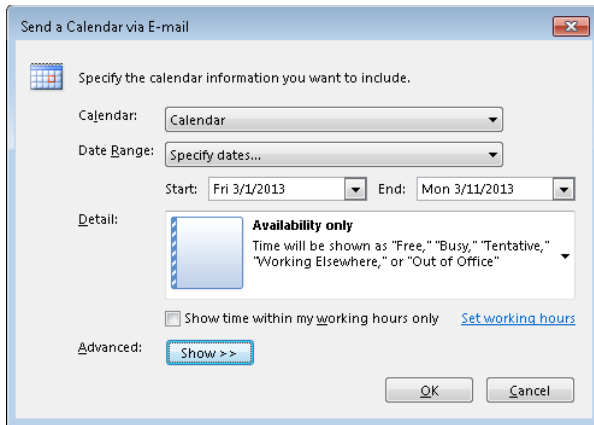 Send a Calendar via E-mail
Specify the calendar information you want to include.
Calendar: Calendar
Date Range: Specify dates...
Start: Fri 3/1/2013 End: Mon 3/11/2013
Detail: Availability only
Time will be shown as "Free," "Busy," "Tentative,"
"Working Elsewhere," or "Out of Office"
Show time within my working hours only Set working hours
Advanced: Show >>
OK Cancel